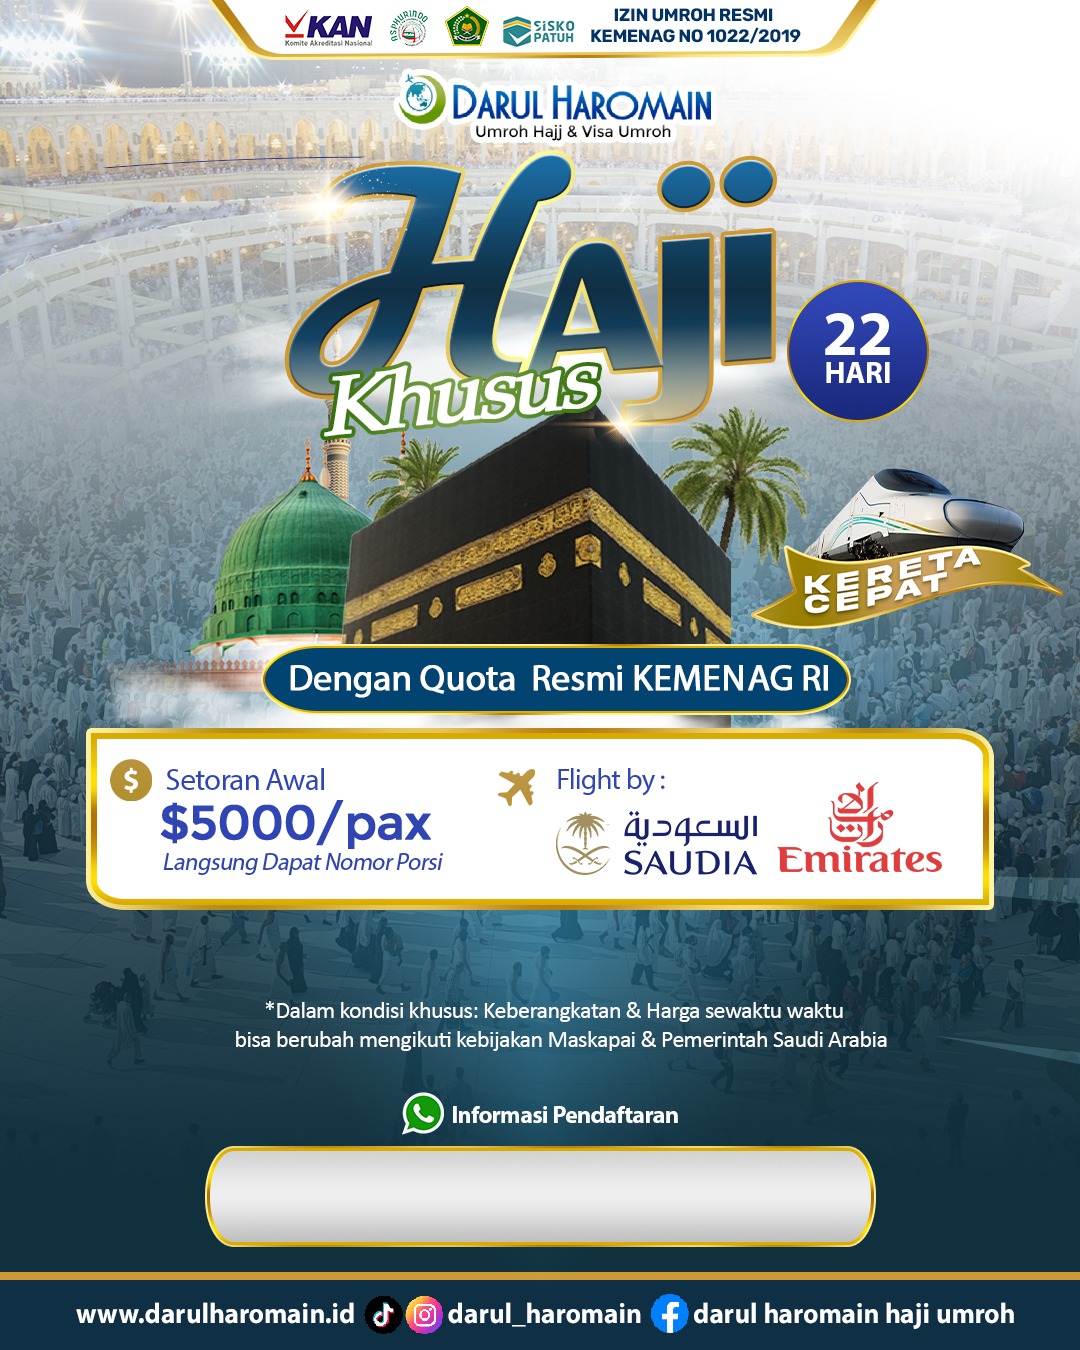 KAN
Komite Akreditasi Nasional
ASPHURINDO
SiSKO
PATUH
IZIN UMROH RESMI
KEMENAG NO 1022/2019
DARUL HAROMAIN
Umroh Hajj & Visa Umroh
HAji
Khusus
22
HARI
KERETA
CEPAT
Dengan Quota Resmi KEMENAG RI
Setoran Awal
$5000/pax
Langsung Dapat Nomor Porsi
Flight by :
السعودية
SAUDIA
Emirates
*Dalam kondisi khusus: Keberangkatan & Harga sewaktu waktu
bisa berubah mengikuti kebijakan Maskapai & Pemerintah Saudi Arabia
Informasi Pendaftaran
www.darulharomain.id darul_haromain darul haromain haji umroh